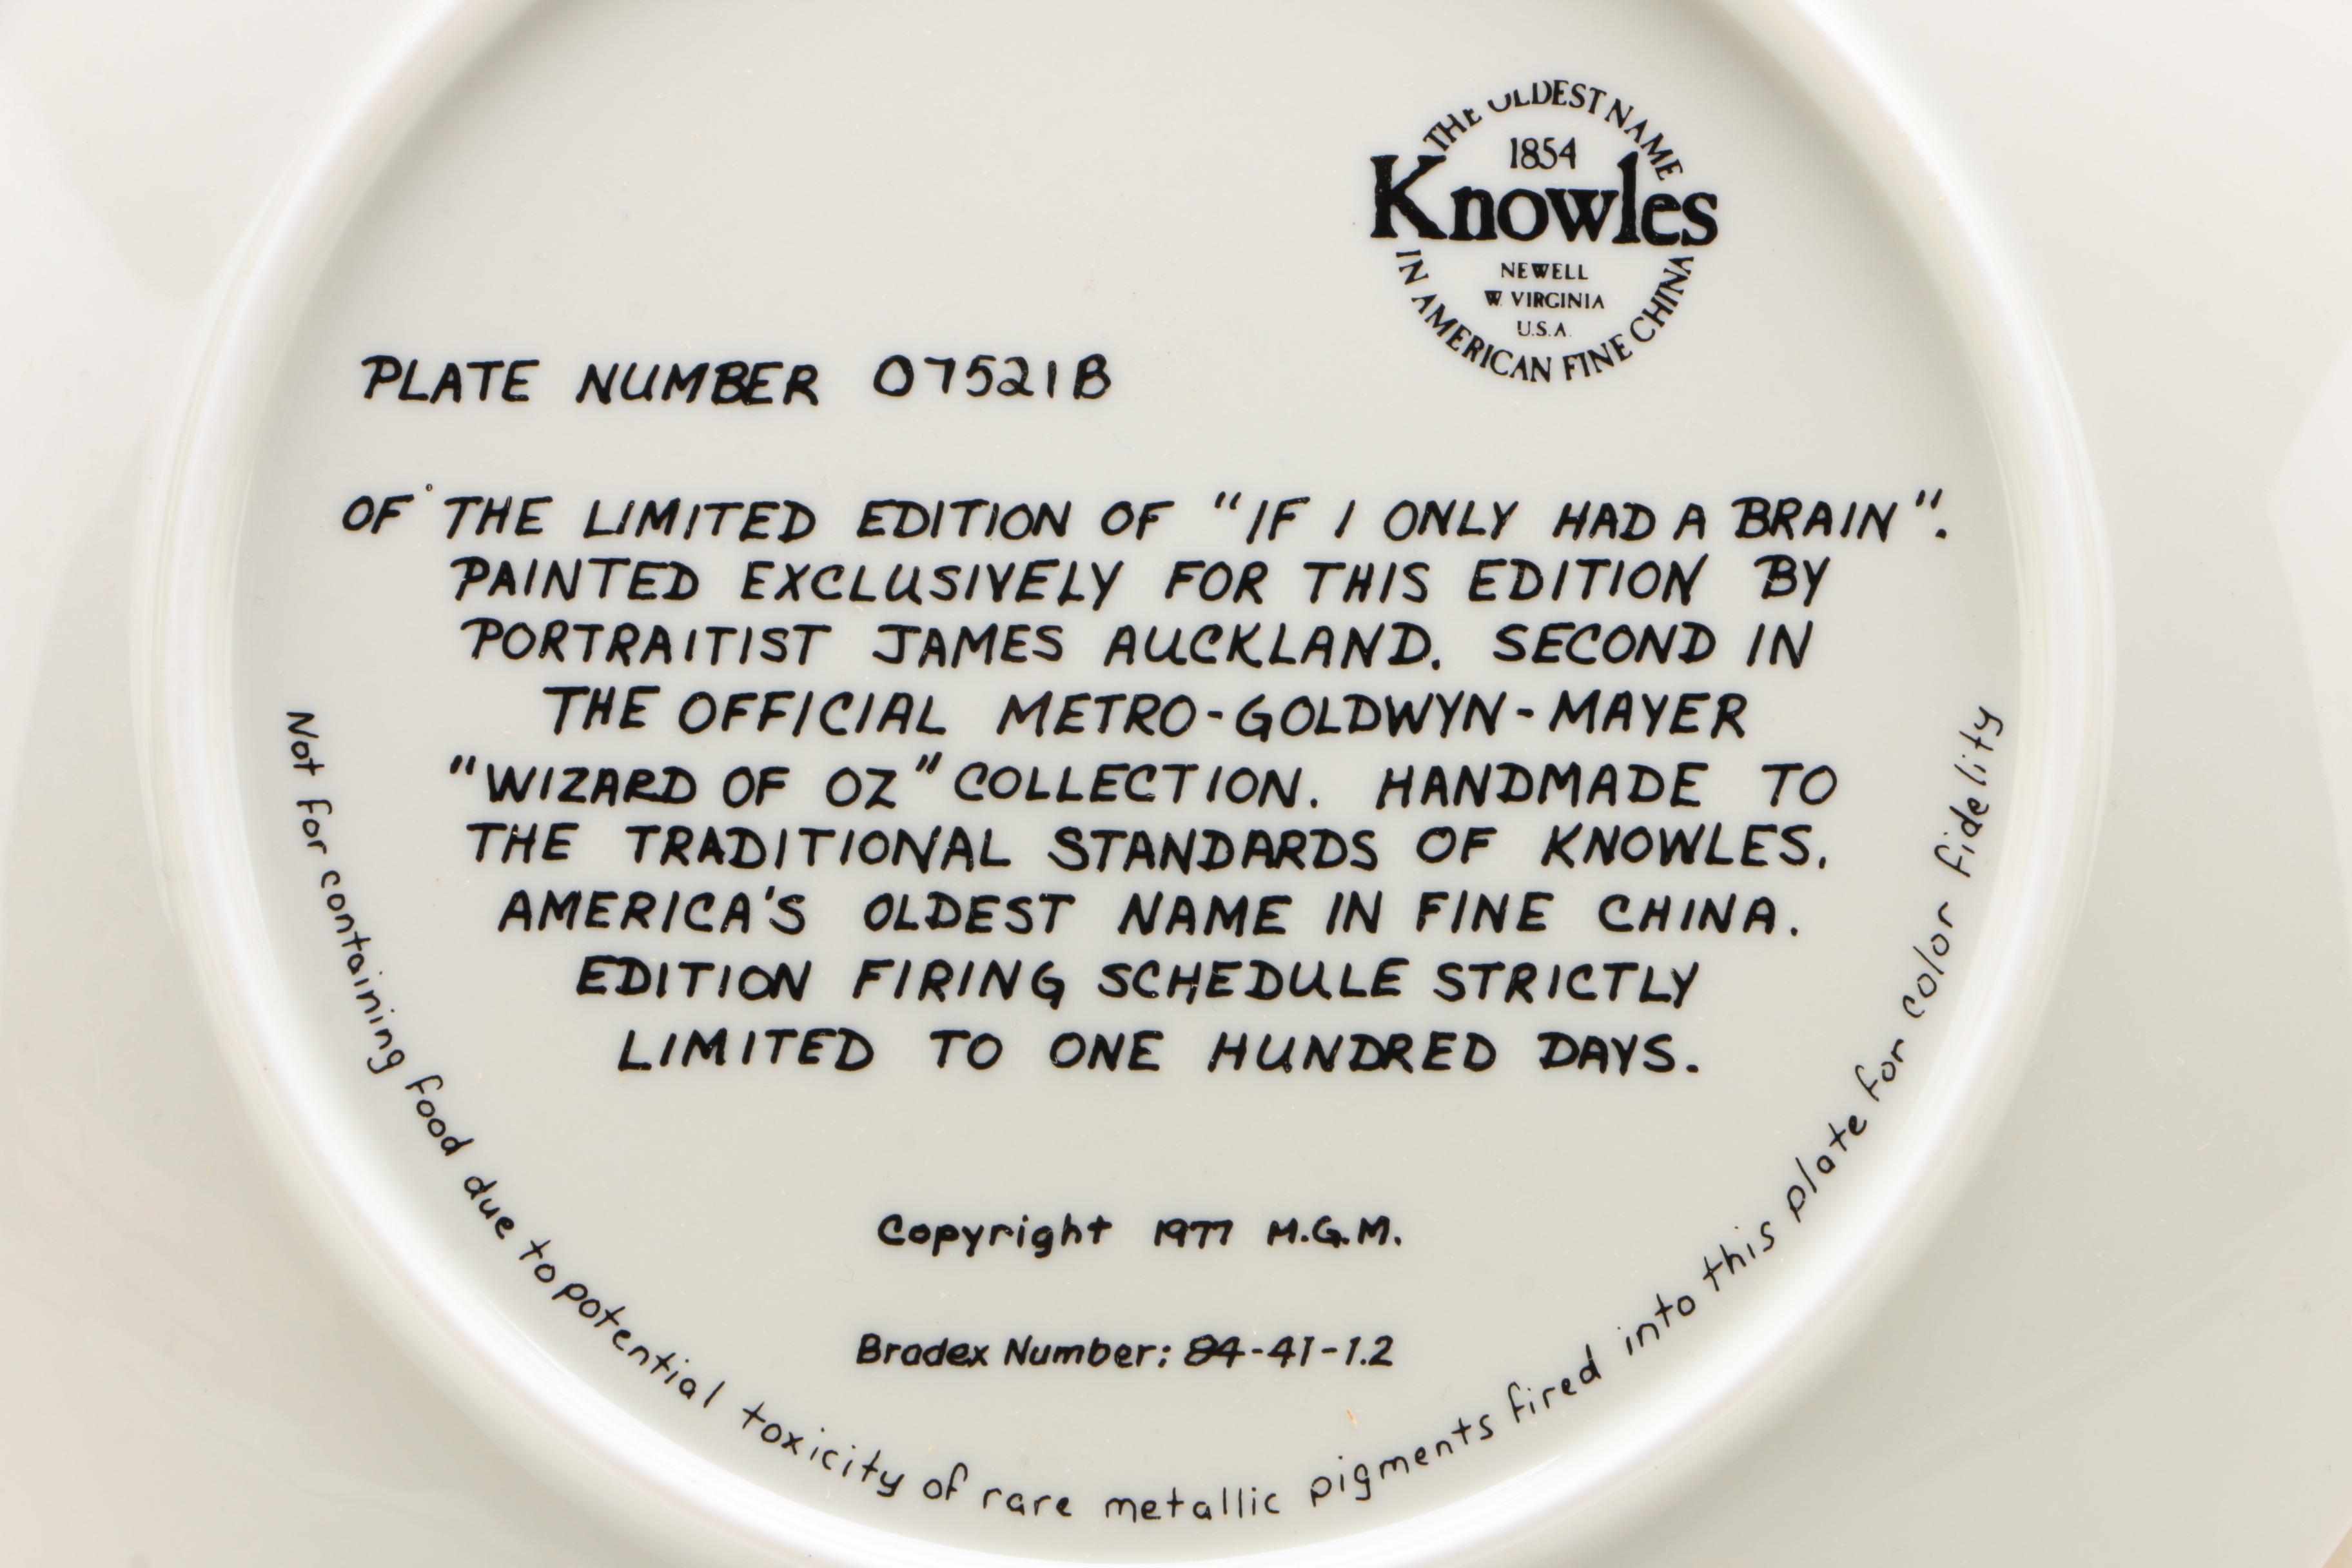 THE OLDEST NAME
1854
Knowles
NEWELL
W. VIRGINIA
U.S.A.
IN AMERICAN FINE CHINA
PLATE NUMBER 07521B
OF THE LIMITED EDITION OF "IF I ONLY HAD A BRAIN".
PAINTED EXCLUSIVELY FOR THIS EDITION BY
PORTRAITIST JAMES AUCKLAND. SECOND IN
THE OFFICIAL METRO-GOLDWYN-MAYER
"WIZARD OF OZ" COLLECTION. HANDMADE TO
THE TRADITIONAL STANDARDS OF KNOWLES.
AMERICA'S OLDEST NAME IN FINE CHINA.
EDITION FIRING SCHEDULE STRICTLY
LIMITED TO ONE HUNDRED DAYS.
Copyright 1977 M.G.M.
Bradex Number: 84-41-1.2
Not for containing food due to potential toxicity of rare metallic pigments fired into this plate for color fidelity